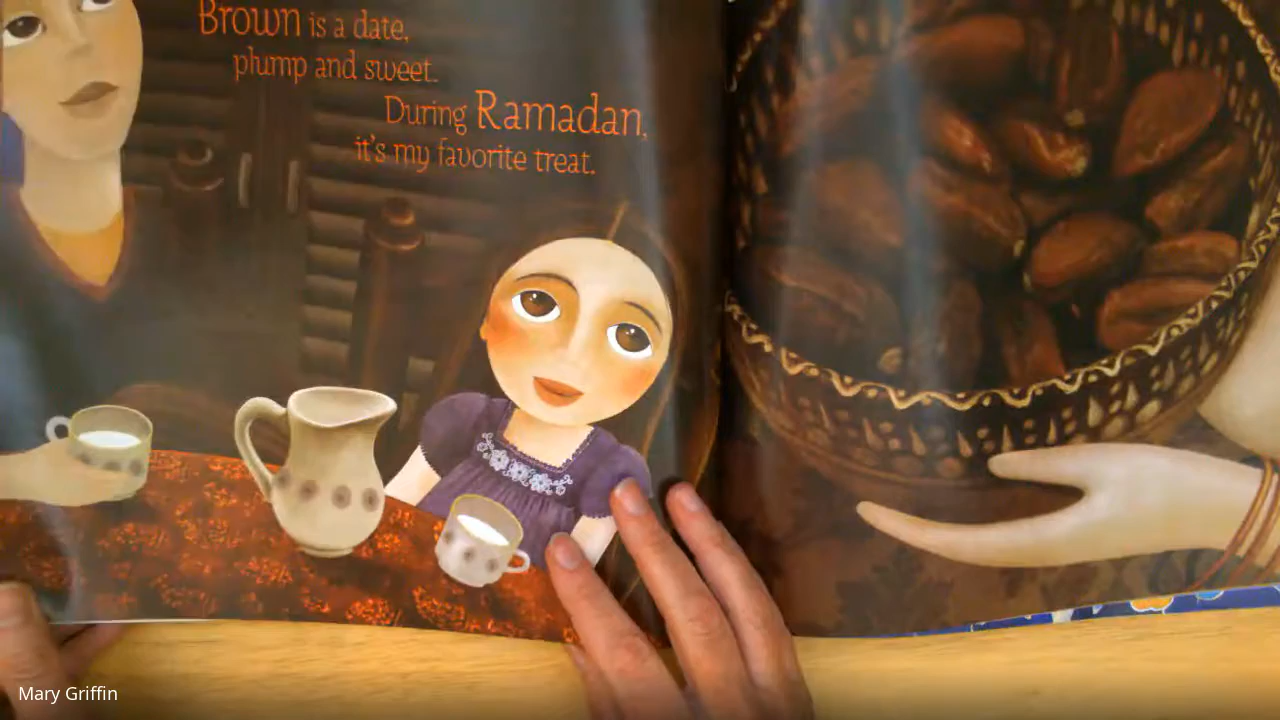 Brown is a date,
plump and sweet.
During Ramadan,
it's my favorite treat.
Mary Griffin